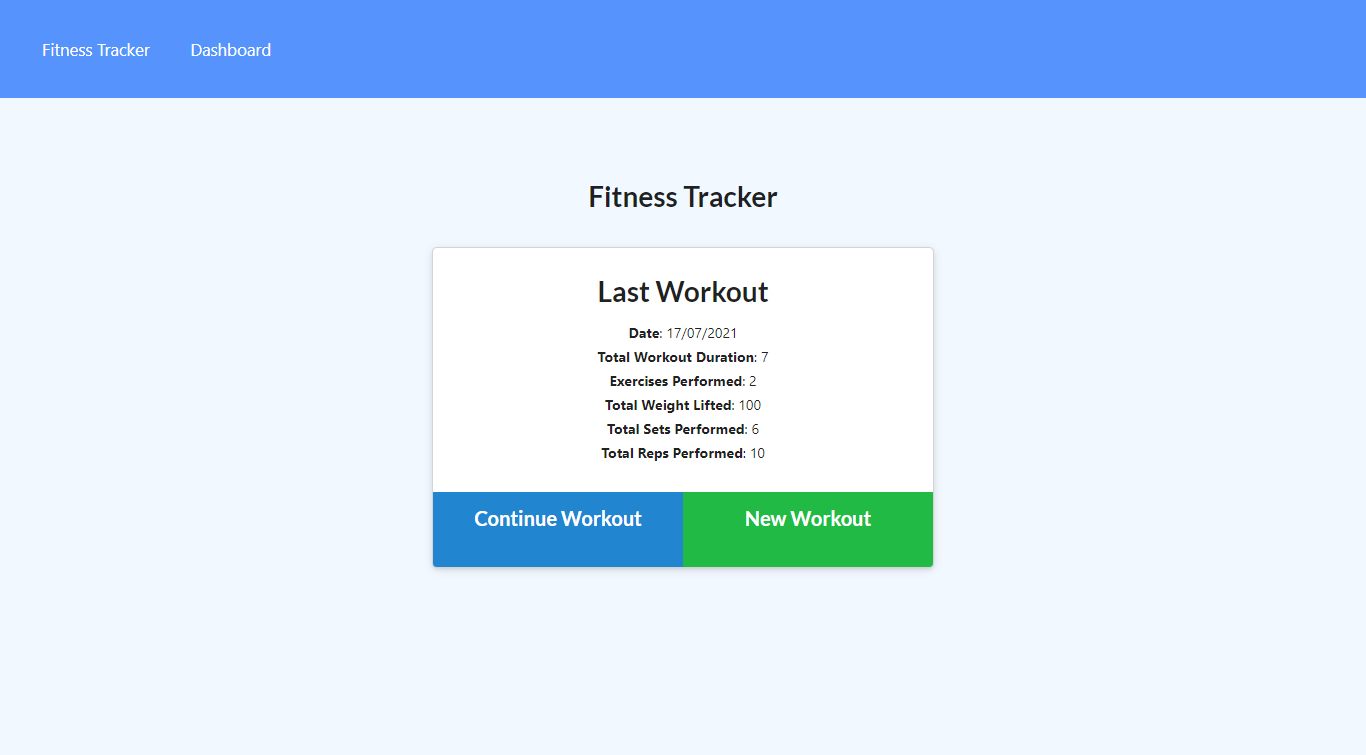 Fitness Tracker Dashboard
Fitness Tracker
Last Workout
Date: 17/07/2021
Total Workout Duration: 7
Exercises Performed: 2
Total Weight Lifted: 100
Total Sets Performed: 6
Total Reps Performed: 10
Continue Workout New Workout